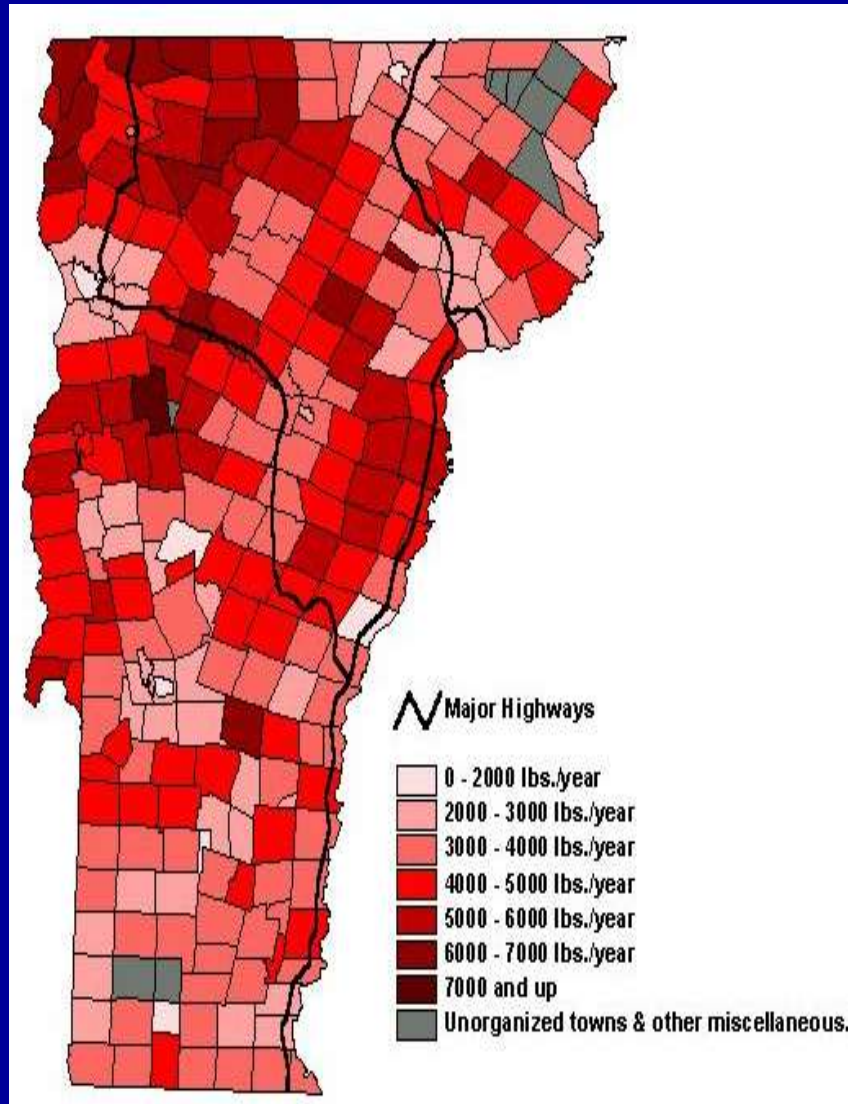 Major Highways
0 - 2000 lbs./year
2000 - 3000 lbs./year
3000 - 4000 lbs./year
4000 - 5000 lbs./year
5000 - 6000 lbs./year
6000 - 7000 lbs./year
7000 and up
Unorganized towns & other miscellaneous.